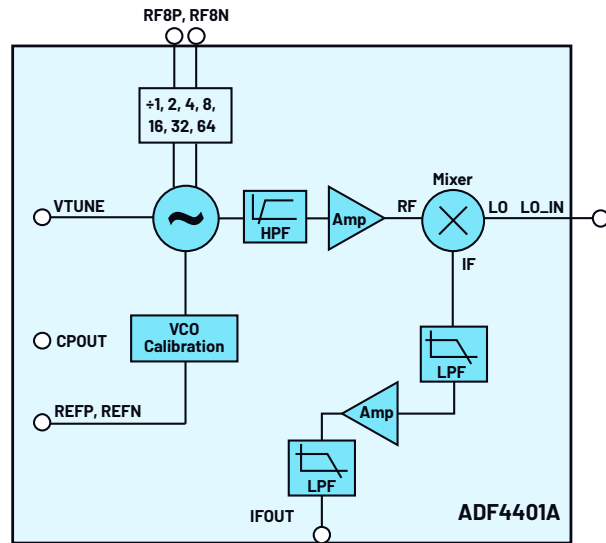 RF8P, RF8N
÷1, 2, 4, 8,
16, 32, 64
Mixer
VTUNE
HPF
Amp
RF
LO
LO_IN
IF
VCO
Calibration
CPOUT
LPF
REFP, REFN
Amp
LPF
IFOUT
ADF4401A